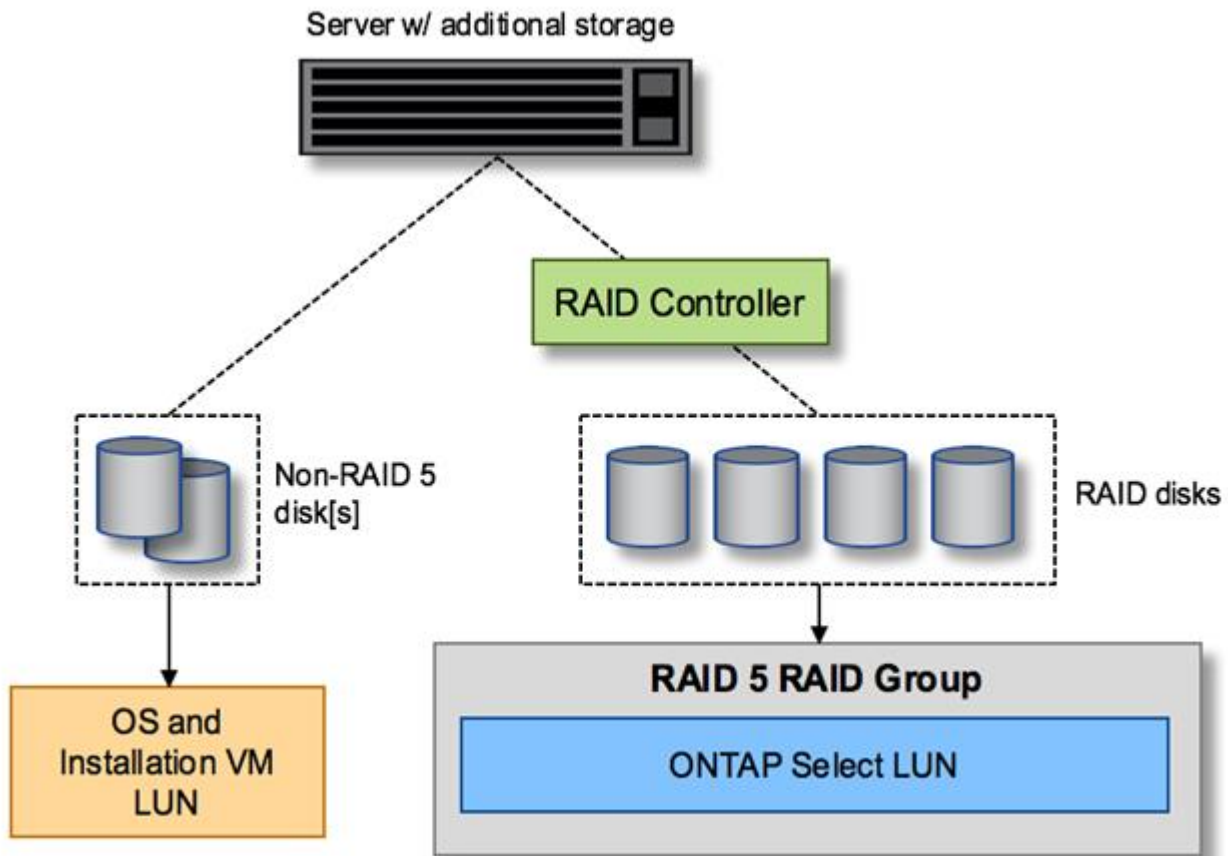 Server w/ additional storage
RAID Controller
Non-RAID 5
disk[s]
RAID disks
OS and
Installation VM
LUN
RAID 5 RAID Group
ONTAP Select LUN